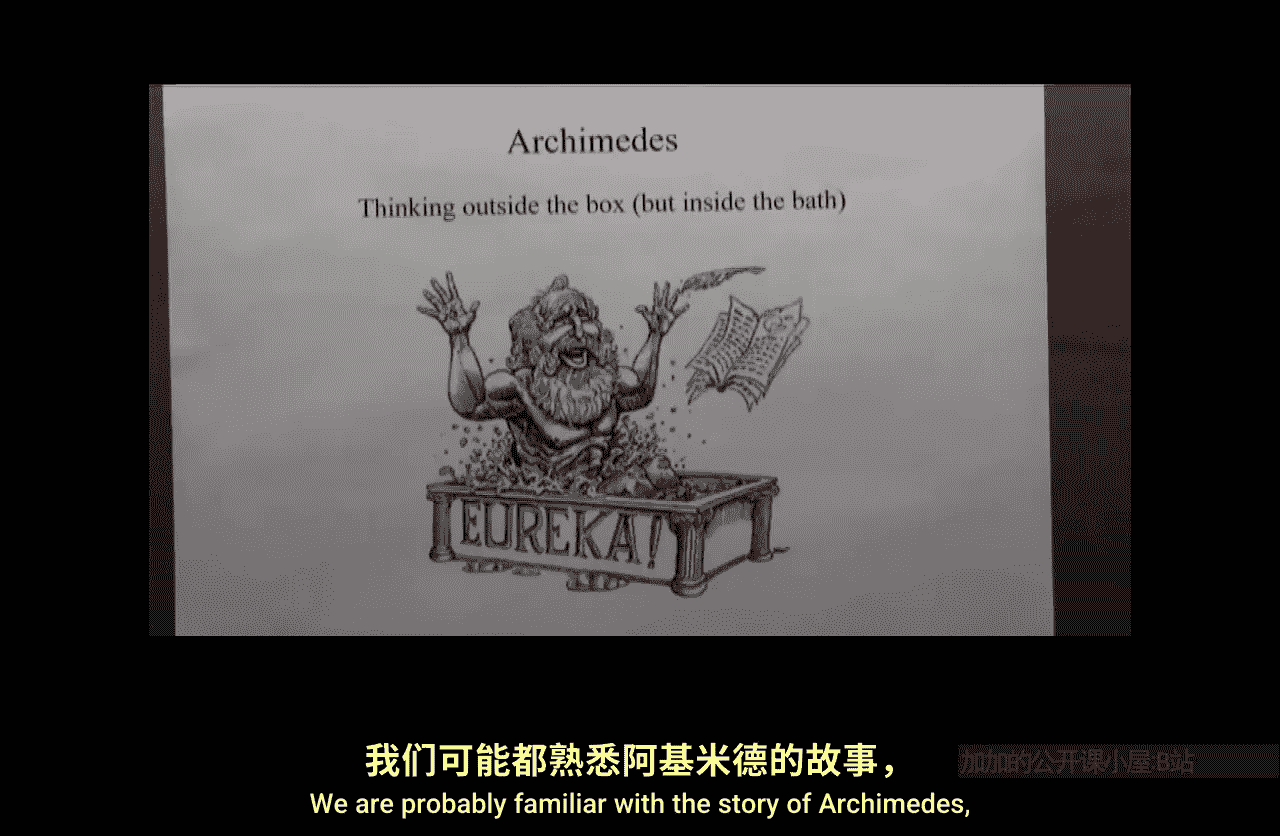 Archimedes
Thinking outside the box (but inside the bath)
EUREKA!
我们可能都熟悉阿基米德的故事，
加加的公开课小屋 B站
We are probably familiar with the story of Archimedes,